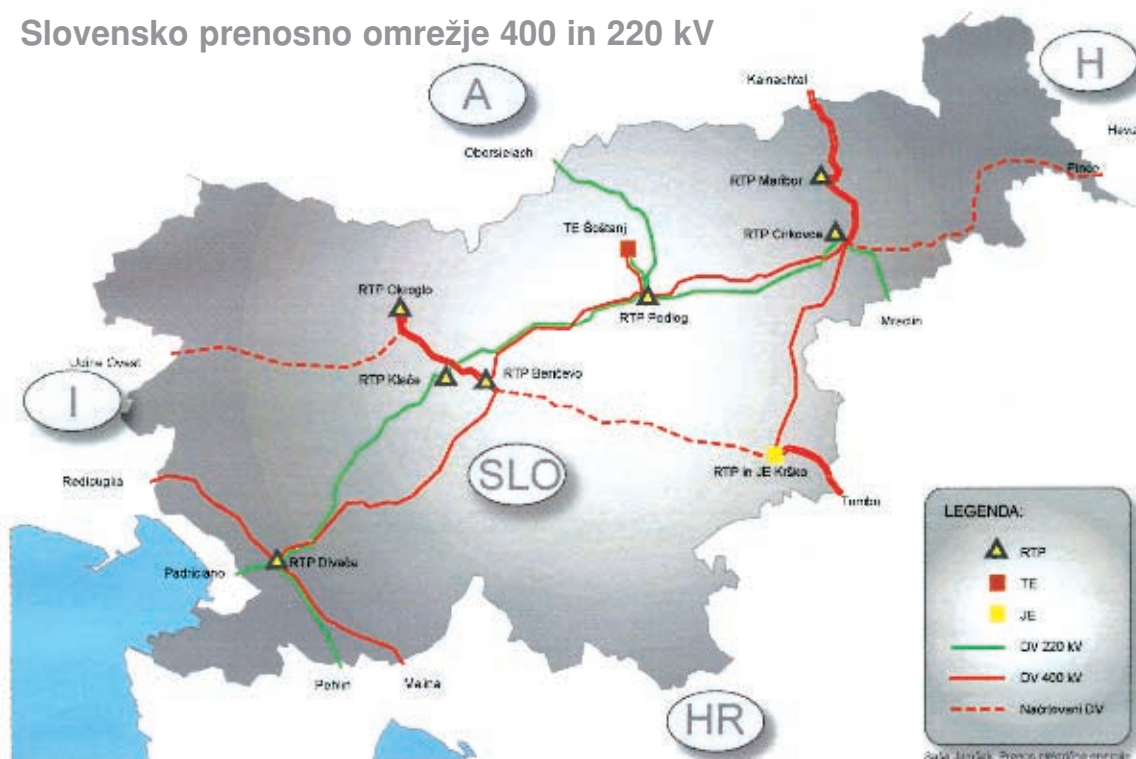 Slovensko prenosno omrežje 400 in 220 kV
A
H
Kainachtal
Obersielach
RTP Maribor
Pince
TE Šoštanj
RTP Cirkovce
RTP Okroglo
RTP Podlog
Udine Ovest
RTP Kleče
RTP Beričevo
I
SLO
Redipuglia
RTP in JE Krško
Tumbri
LEGENDA:
RTP
TE
JE
DV 220 kV
DV 400 kV
Načrtovani DV
RTP Divača
Padriciano
Pehlin
Melina
HR